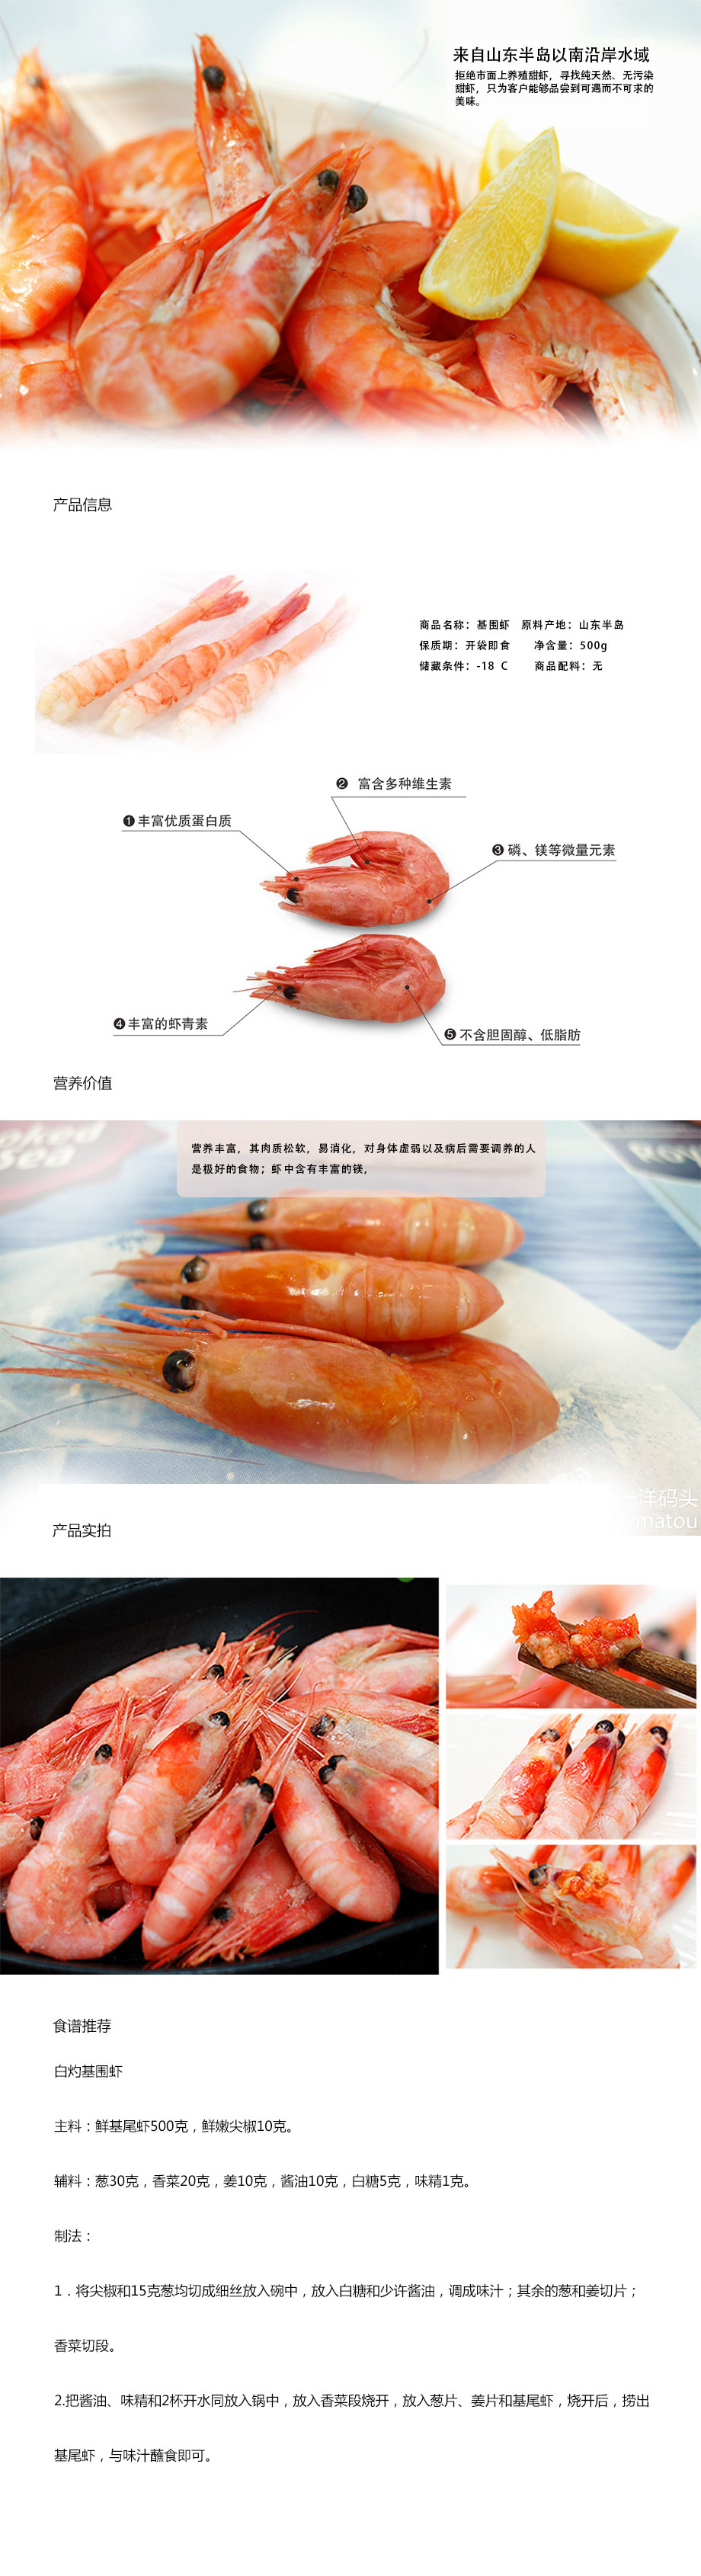 来自山东半岛以南沿岸水域
拒绝市面上养殖甜虾，寻找纯天然、无污染
甜虾，只为客户能够品尝到可遇而不可求的
美味。
产品信息
商品名称：基围虾 原料产地：山东半岛
保质期：开袋即食 净含量：500g
储藏条件：-18 C 商品配料：无
❷ 富含多种维生素
❶丰富优质蛋白质
❸ 磷、镁等微量元素
❹丰富的虾青素
❺ 不含胆固醇、低脂肪
营养价值
营养丰富，其肉质松软，易消化，对身体虚弱以及病后需要调养的人
是极好的食物；虾中含有丰富的镁，
洋码头
ymatou
产品实拍
食谱推荐
白灼基围虾
主料：鲜基尾虾500克，鲜嫩尖椒10克。
辅料：葱30克，香菜20克，姜10克，酱油10克，白糖5克，味精1克。
制法：
1．将尖椒和15克葱均切成细丝放入碗中，放入白糖和少许酱油，调成味汁；其余的葱和姜切片；
香菜切段。
2.把酱油、味精和2杯开水同放入锅中，放入香菜段烧开，放入葱片、姜片和基尾虾，烧开后，捞出
基尾虾，与味汁蘸食即可。